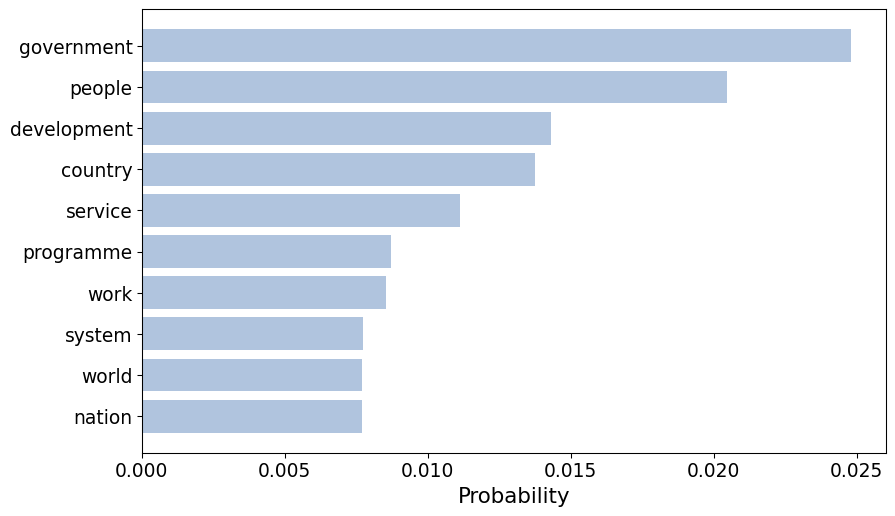 government
people
development
country
service
programme
work
system
world
nation
0.000 0.005 0.010 0.015 0.020 0.025
Probability